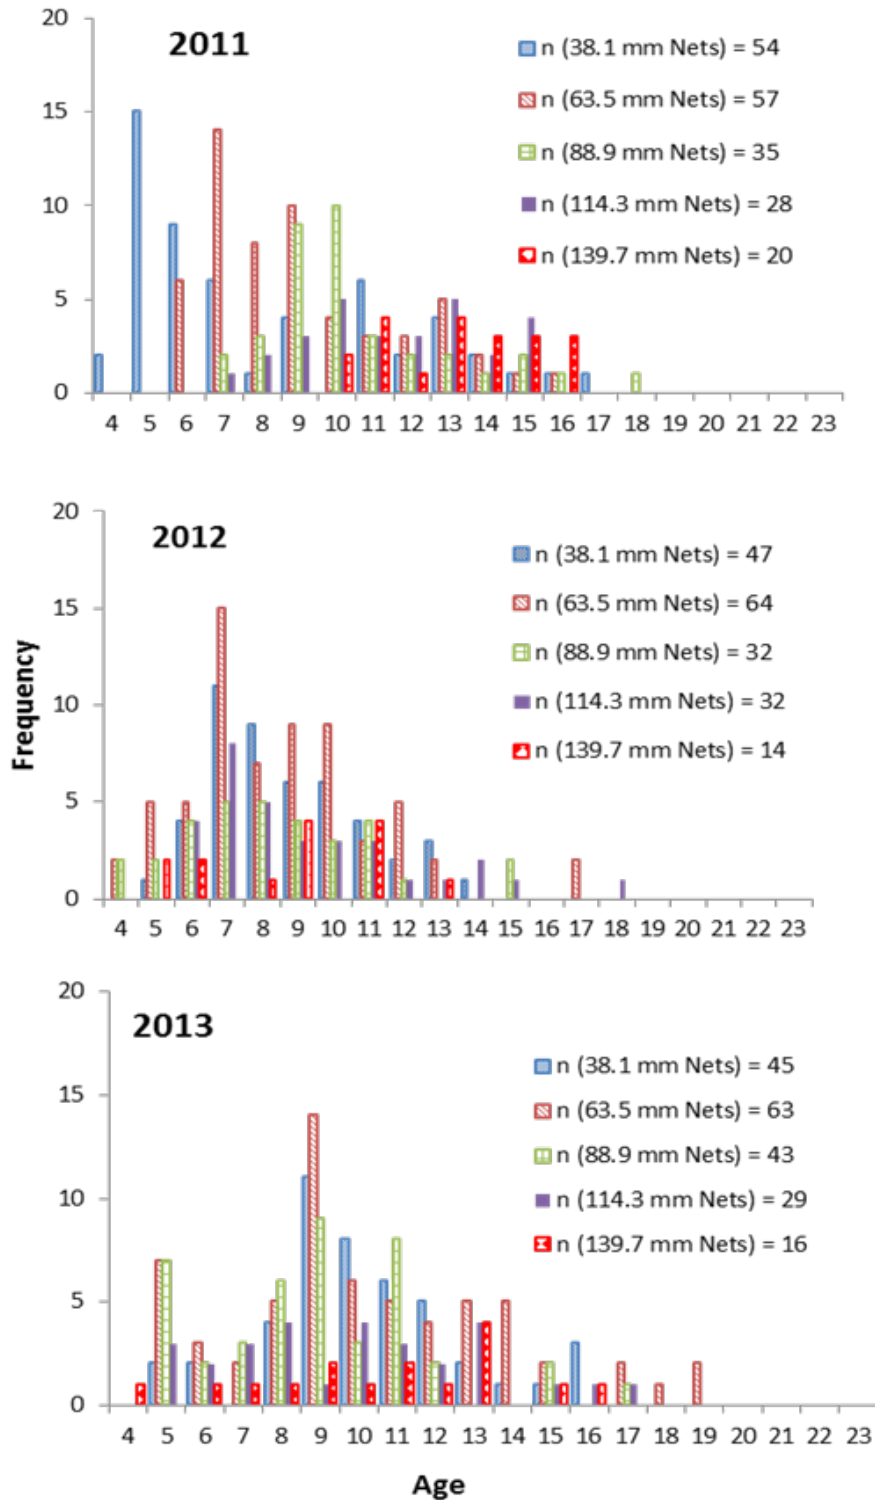 20
2011
n (38.1 mm Nets) = 54
15
n (63.5 mm Nets) = 57
n (88.9 mm Nets) = 35
10
n (114.3 mm Nets) = 28
n (139.7 mm Nets) = 20
5
0
4 5 6 7 8 9 10 11 12 13 14 15 16 17 18 19 20 21 22 23
20
2012
n (38.1 mm Nets) = 47
15
n (63.5 mm Nets) = 64
n (88.9 mm Nets) = 32
10
n (114.3 mm Nets) = 32
n (139.7 mm Nets) = 14
5
0
4 5 6 7 8 9 10 11 12 13 14 15 16 17 18 19 20 21 22 23
Frequency
20
2013
n (38.1 mm Nets) = 45
15
n (63.5 mm Nets) = 63
n (88.9 mm Nets) = 43
10
n (114.3 mm Nets) = 29
n (139.7 mm Nets) = 16
5
0
4 5 6 7 8 9 10 11 12 13 14 15 16 17 18 19 20 21 22 23
Age